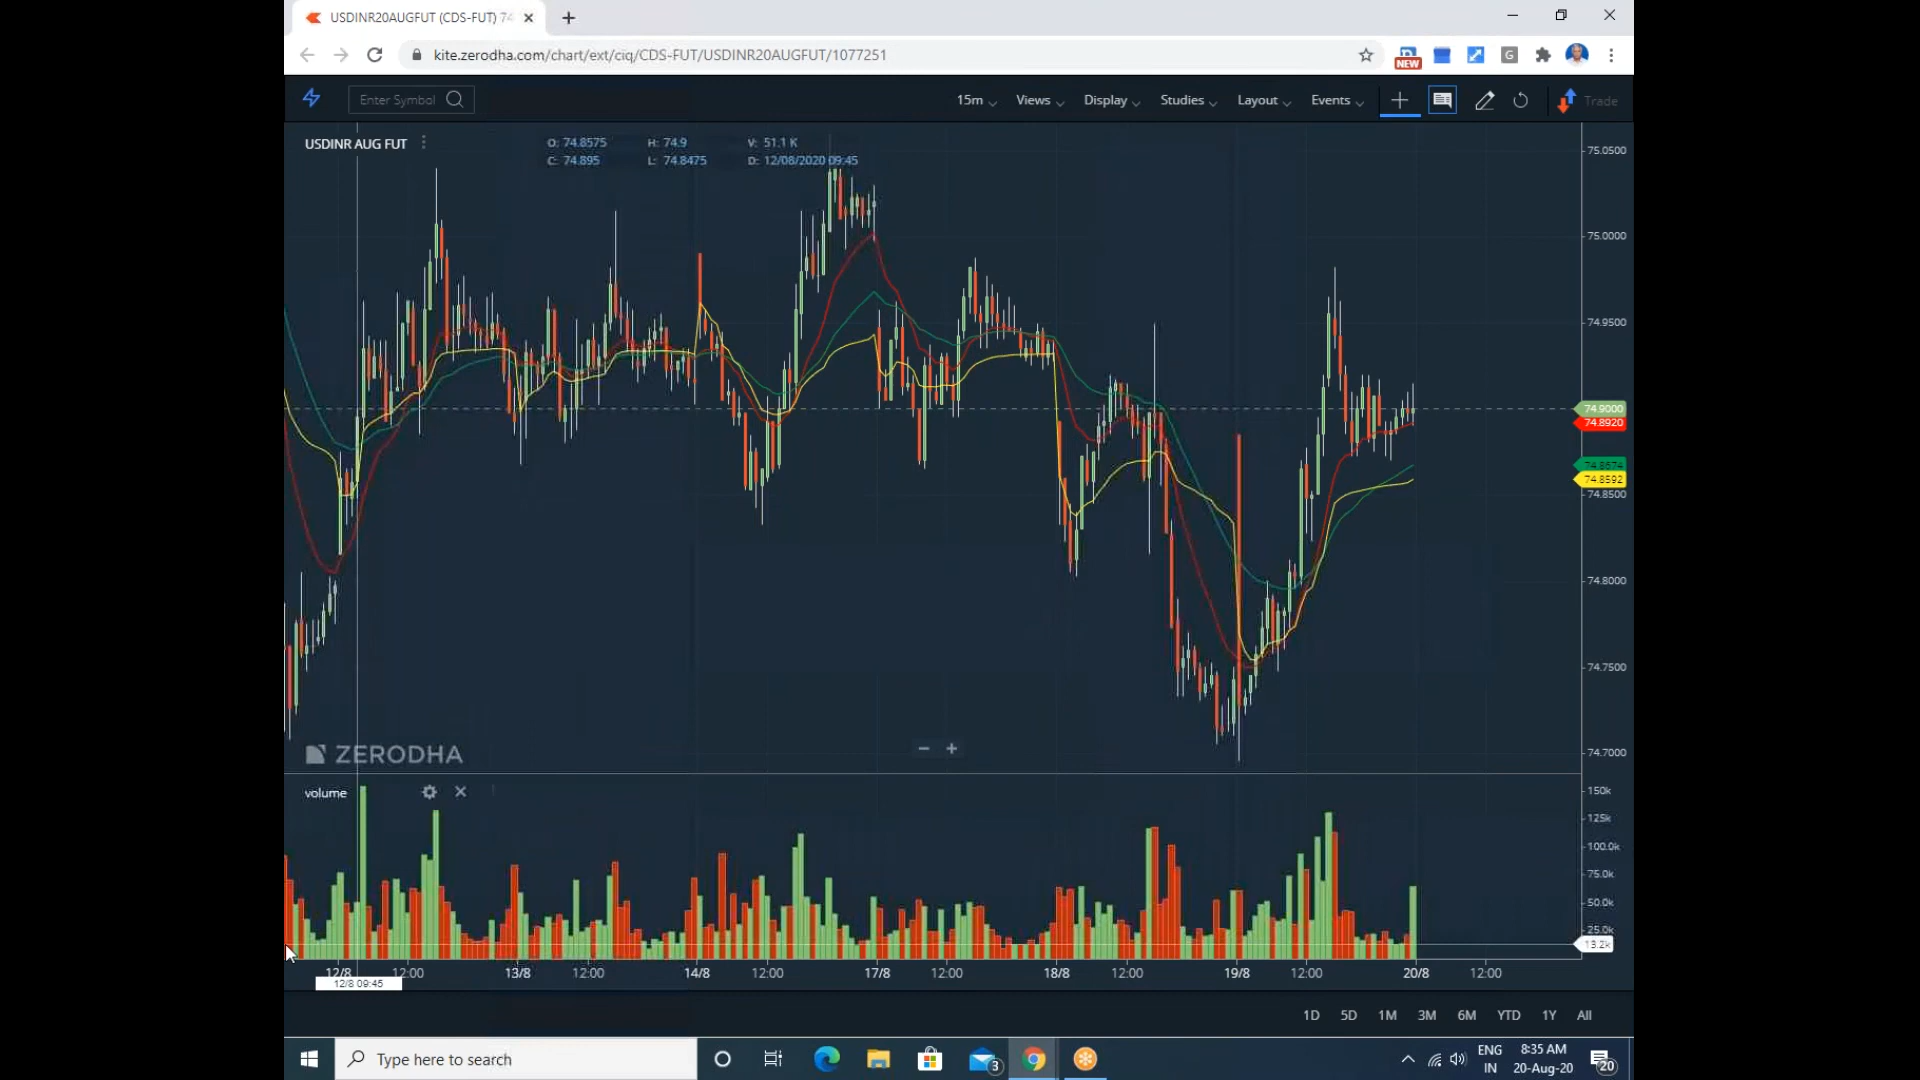 USDINR20AUGFUT (CDS-FUT) 74
kite.zerodha.com/chart/ext/ciq/CDS-FUT/USDINR20AUGFUT/1077251
NEW
G
Enter Symbol
15m Views Display Studies Layout Events Trade
USDINR AUG FUT
O: 74.8575 H: 74.9 V: 51.1 K
C: 74.895 L: 74.8475 D: 12/08/2020 09:45
75.0500
75.0000
74.9500
74.9000
74.8920
74.8574
74.8592
74.8500
74.8000
74.7500
74.7000
ZERODHA
volume
150k
125k
100.0k
75.0k
50.0k
25.0k
13.2k
12/8 12:00 13/8 12:00 14/8 12:00 17/8 12:00 18/8 12:00 19/8 12:00 20/8 12:00
12/8 09:45
1D 5D 1M 3M 6M YTD 1Y All
Type here to search
3
ENG
IN
8:35 AM
20-Aug-20
20